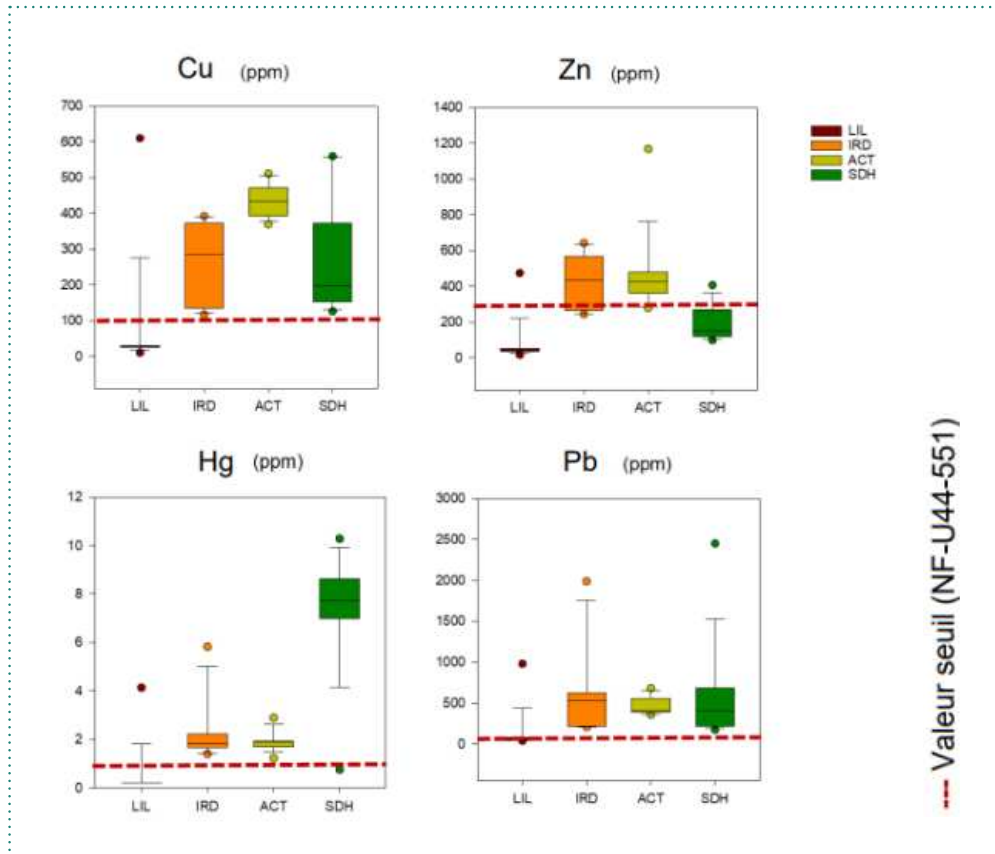 Cu (ppm)
700
600
500
400
300
200
100
0
LIL IRD ACT SDH
Zn (ppm)
1400
1200
1000
800
600
400
200
0
LIL IRD ACT SDH
LIL
IRD
ACT
SDH
Hg (ppm)
12
10
8
6
4
2
0
LIL IRD ACT SDH
Pb (ppm)
3000
2500
2000
1500
1000
500
0
LIL IRD ACT SDH
Valeur seuil (NF-U44-551)